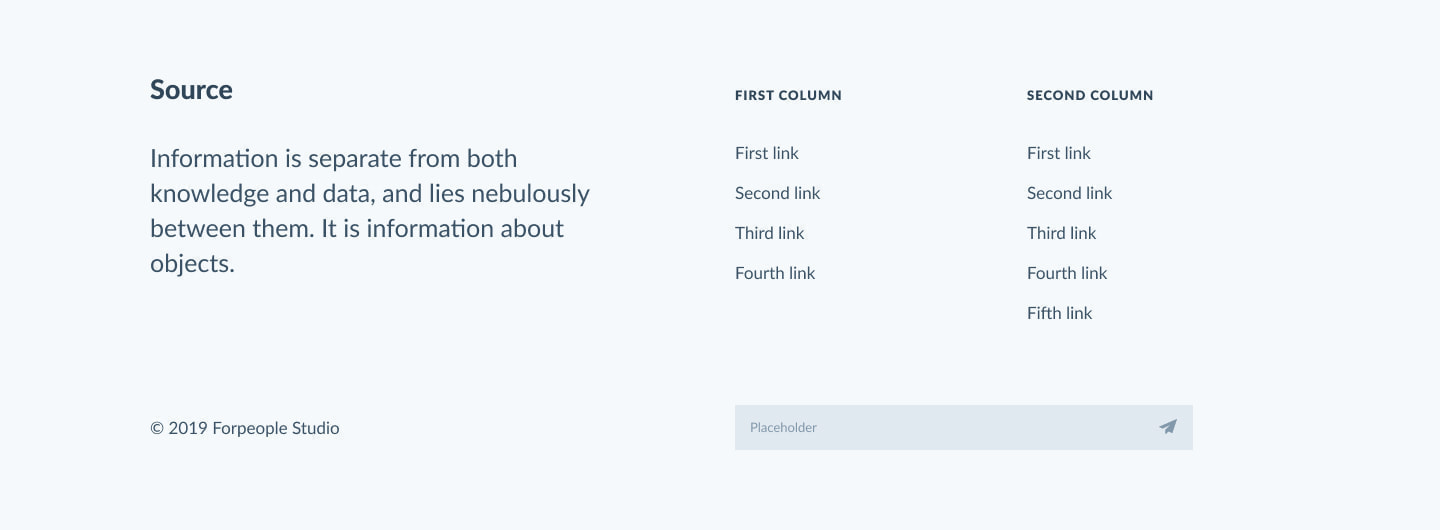 Source
Information is separate from both
knowledge and data, and lies nebulously
between them. It is information about
objects.
FIRST COLUMN
First link
Second link
Third link
Fourth link
SECOND COLUMN
First link
Second link
Third link
Fourth link
Fifth link
© 2019 Forpeople Studio
Placeholder